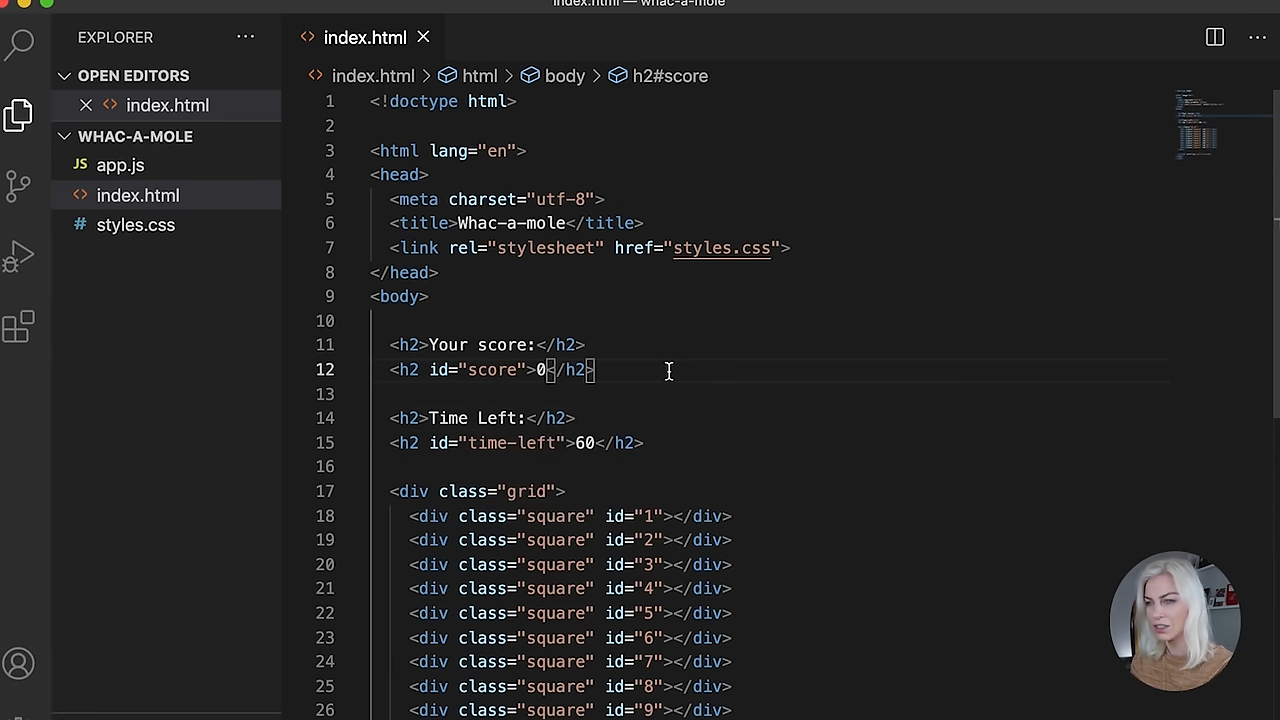 index.html — whac-a-mole
EXPLORER
OPEN EDITORS
index.html
WHAC-A-MOLE
JS app.js
index.html
# styles.css
index.html
index.html > html > body > h2#score
1 <!doctype html>
2
3 <html lang="en">
4 <head>
5 <meta charset="utf-8">
6 <title>Whac-a-mole</title>
7 <link rel="stylesheet" href="styles.css">
8 </head>
9 <body>
10
11 <h2>Your score:</h2>
12 <h2 id="score">0</h2>
13
14 <h2>Time Left:</h2>
15 <h2 id="time-left">60</h2>
16
17 <div class="grid">
18 <div class="square" id="1"></div>
19 <div class="square" id="2"></div>
20 <div class="square" id="3"></div>
21 <div class="square" id="4"></div>
22 <div class="square" id="5"></div>
23 <div class="square" id="6"></div>
24 <div class="square" id="7"></div>
25 <div class="square" id="8"></div>
26 <div class="square" id="9"></div>